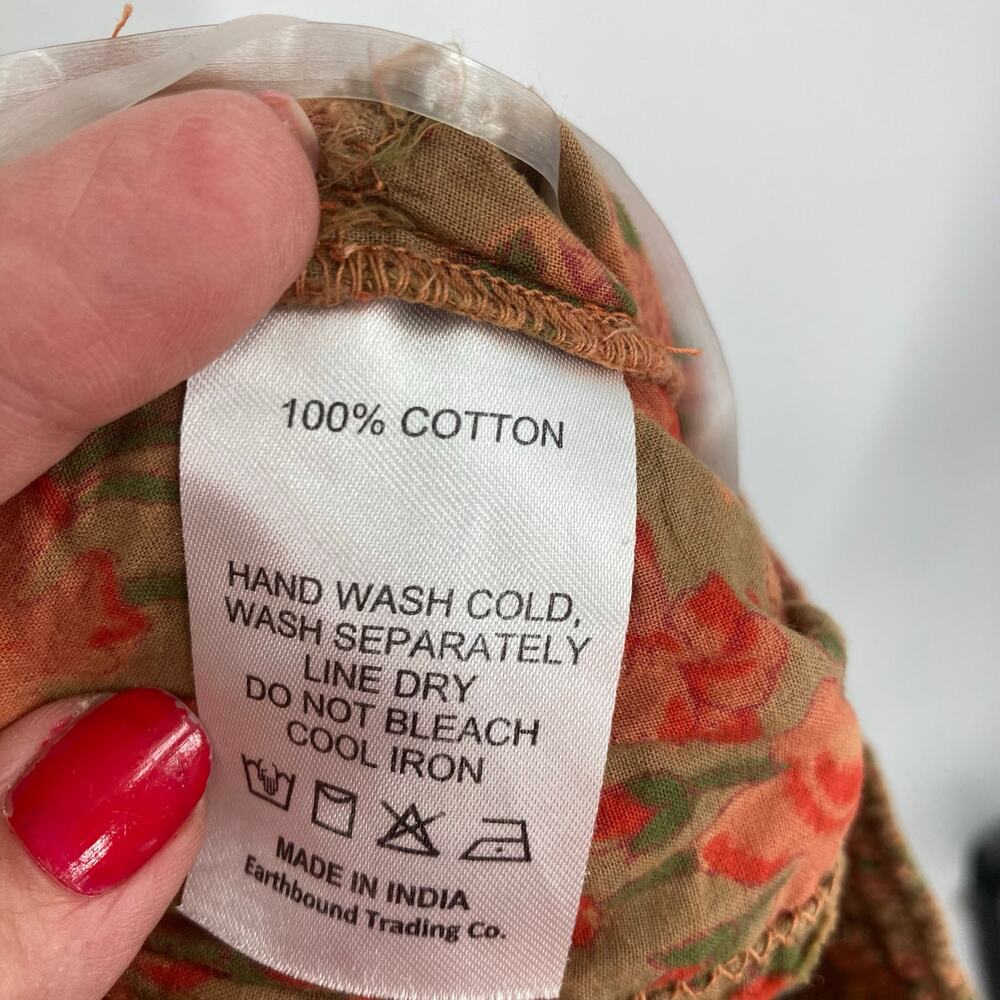 100% COTTON
HAND WASH COLD,
WASH SEPARATELY
LINE DRY
DO NOT BLEACH
COOL IRON
MADE IN INDIA
Earthbound Trading Co.